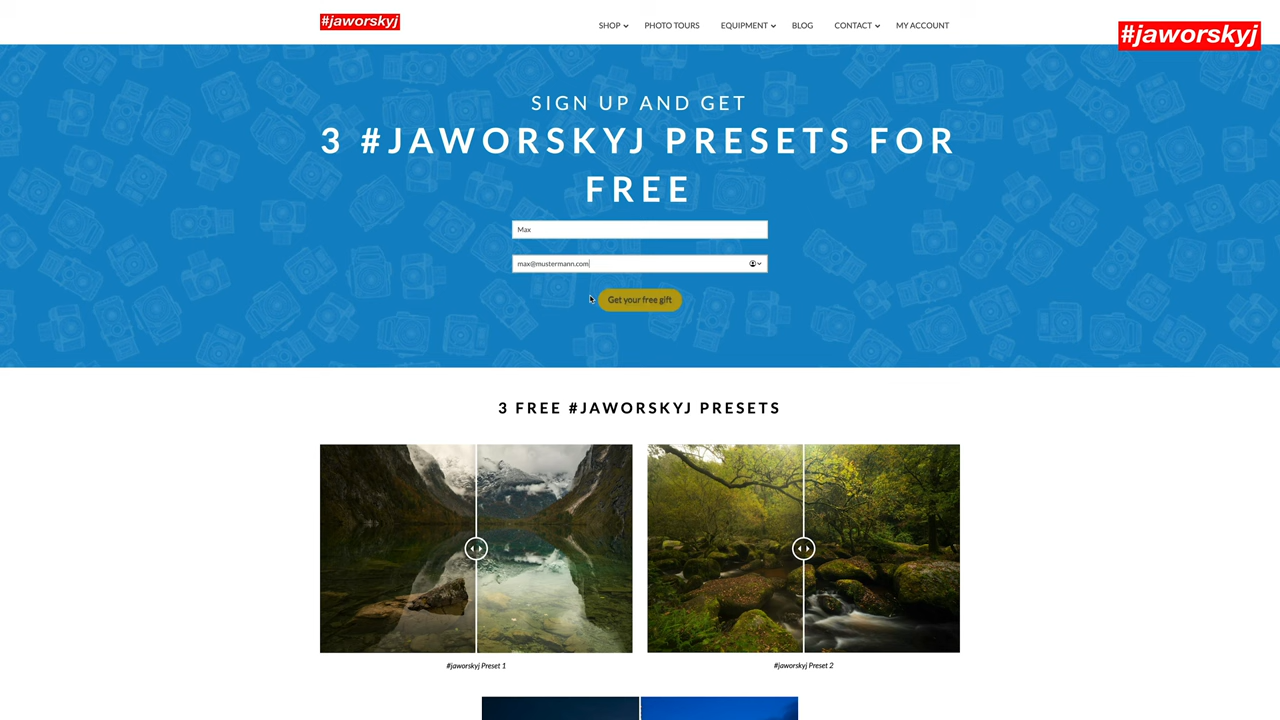 #jaworskyj
SHOP PHOTO TOURS EQUIPMENT BLOG CONTACT MY ACCOUNT
#jaworskyj
SIGN UP AND GET
3 #JAWORSKYJ PRESETS FOR
FREE
Max
max@mustermann.com
Get your free gift
3 FREE #JAWORSKYJ PRESETS
#jaworskyj Preset 1
#jaworskyj Preset 2